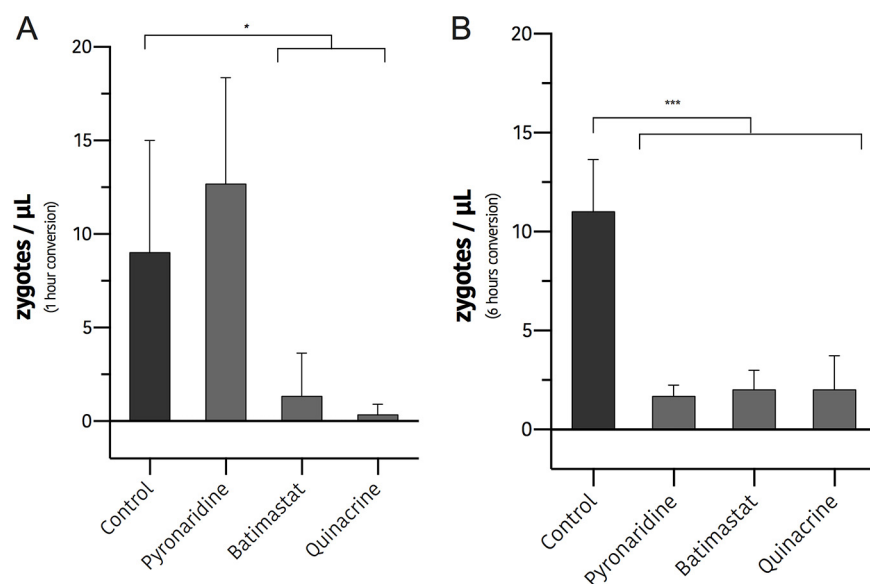 A
*
20
15
10
5
0
zygotes / µL
(1 hour conversion)
Control
Pyronaridine
Batimastat
Quinacrine
B
***
20
15
10
5
0
zygotes / µL
(6 hours conversion)
Control
Pyronaridine
Batimastat
Quinacrine